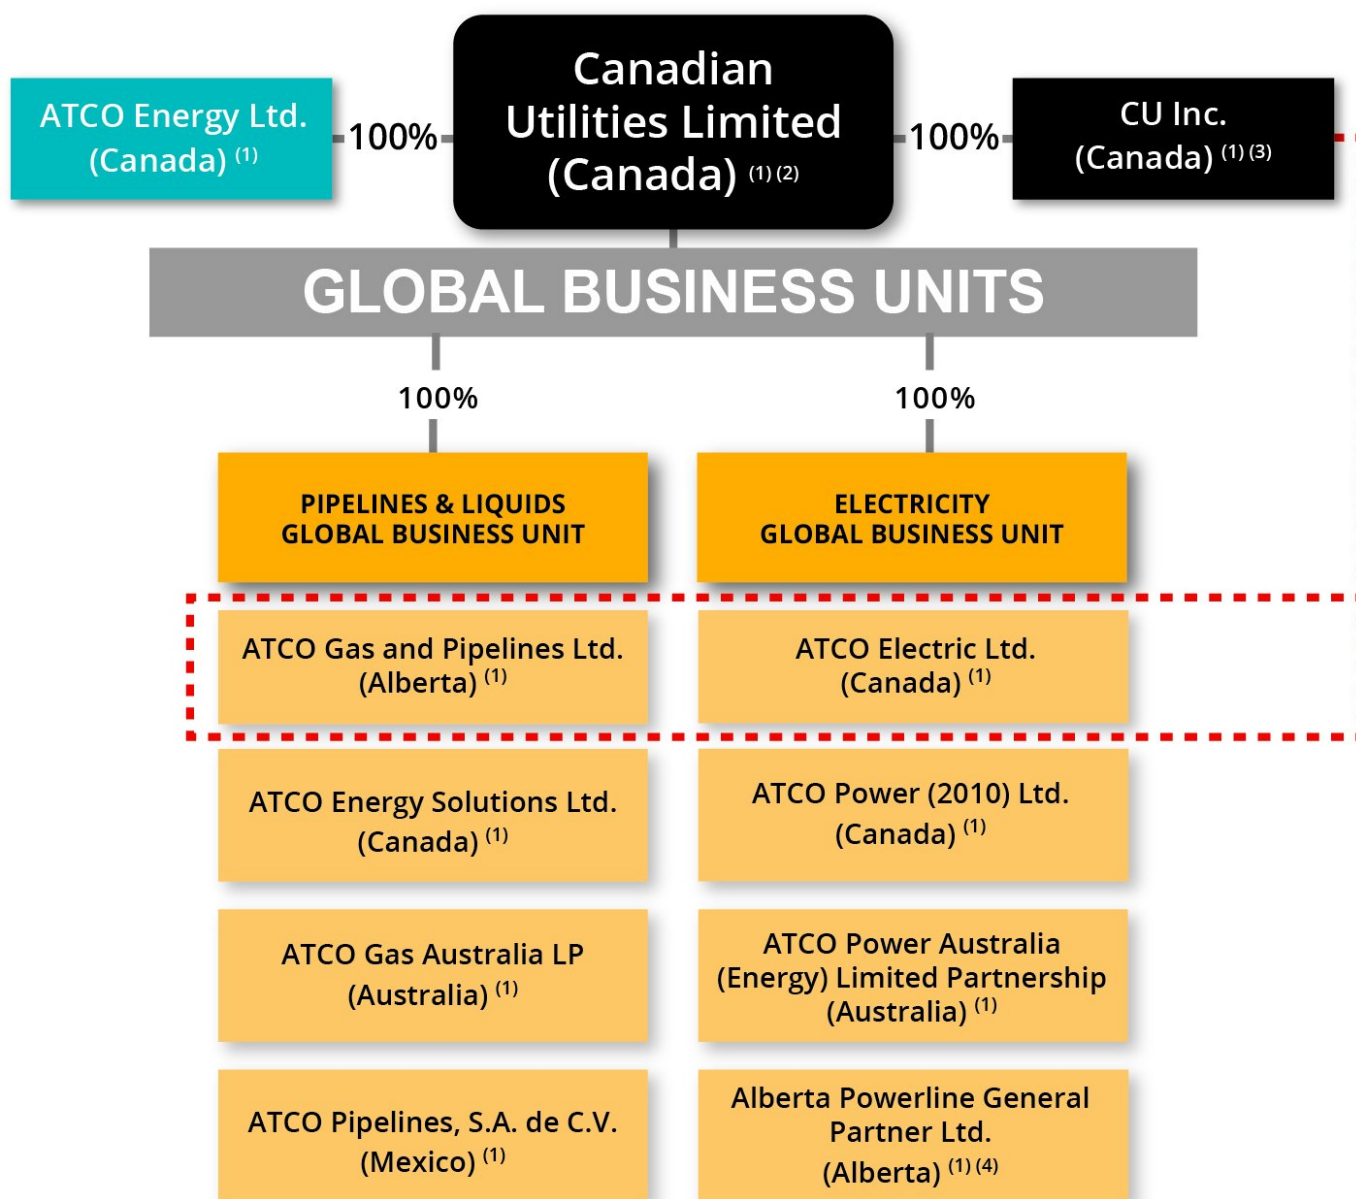 ATCO Energy Ltd.
(Canada) (1)
100%
Canadian
Utilities Limited
(Canada) (1) (2)
100%
CU Inc.
(Canada) (1) (3)
GLOBAL BUSINESS UNITS
100%
100%
PIPELINES & LIQUIDS
GLOBAL BUSINESS UNIT
ELECTRICITY
GLOBAL BUSINESS UNIT
ATCO Gas and Pipelines Ltd.
(Alberta) (1)
ATCO Electric Ltd.
(Canada) (1)
ATCO Energy Solutions Ltd.
(Canada) (1)
ATCO Power (2010) Ltd.
(Canada) (1)
ATCO Gas Australia LP
(Australia) (1)
ATCO Power Australia
(Energy) Limited Partnership
(Australia) (1)
ATCO Pipelines, S.A. de C.V.
(Mexico) (1)
Alberta Powerline General
Partner Ltd.
(Alberta) (1) (4)